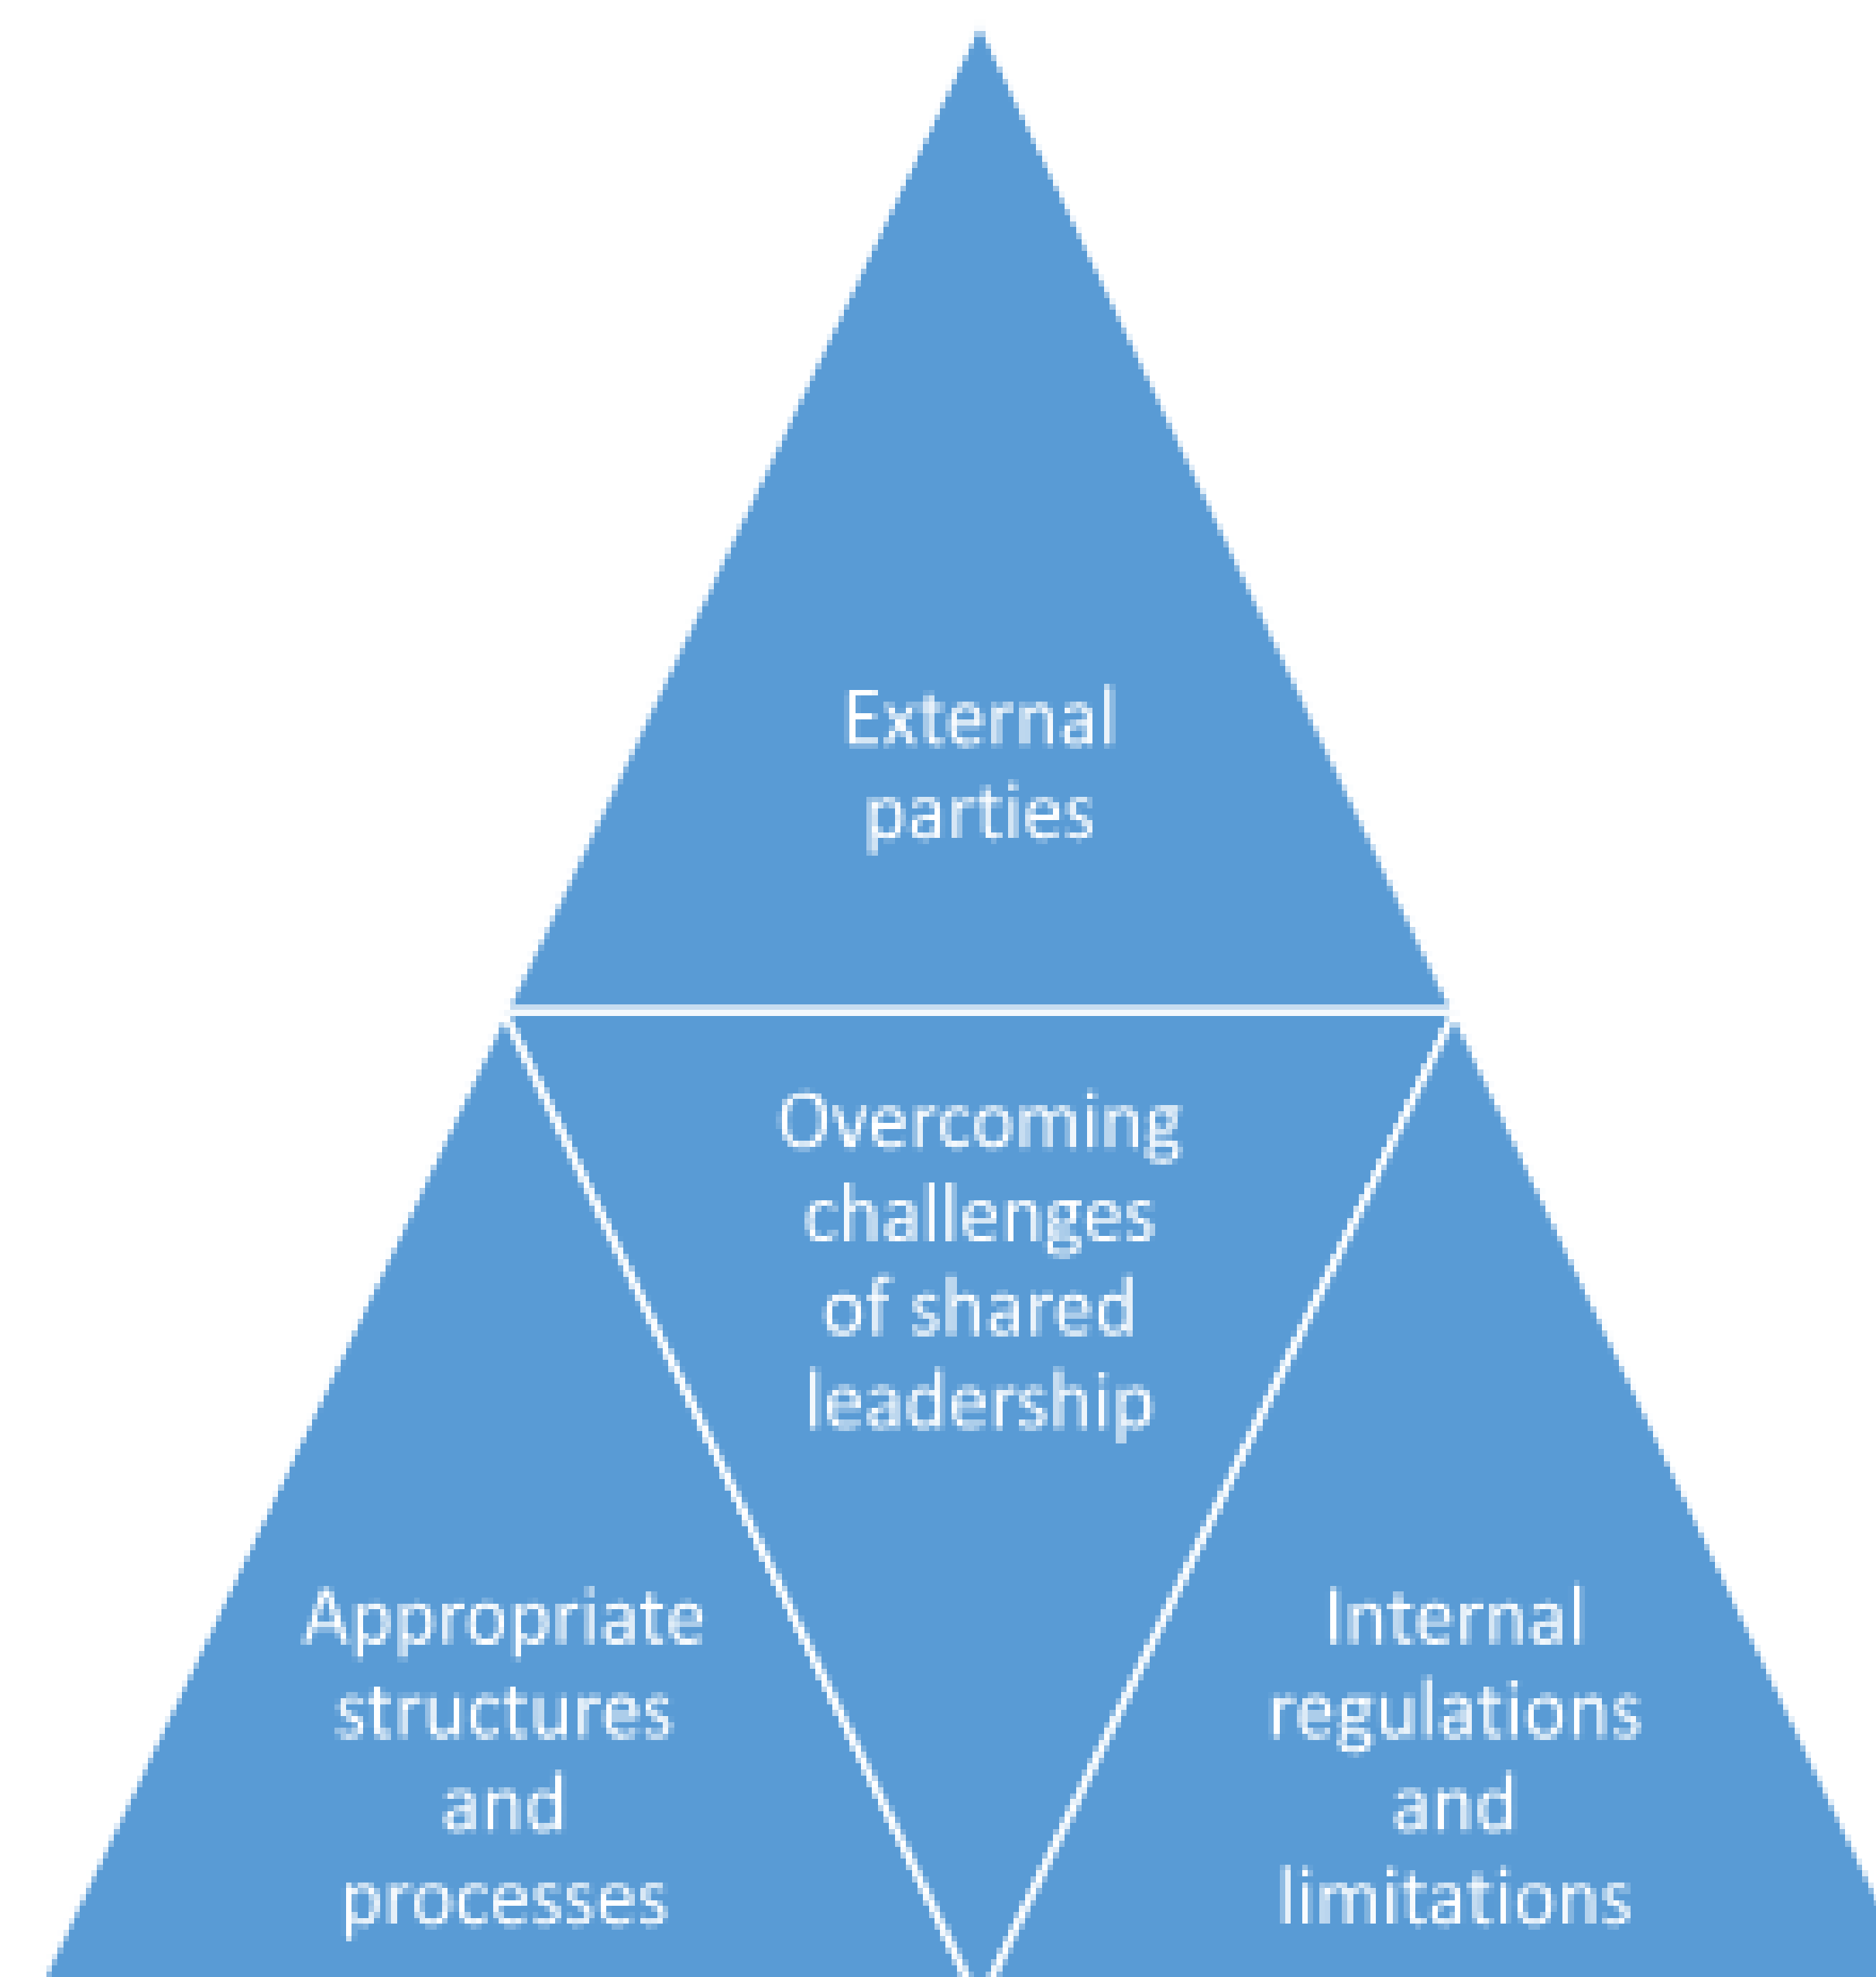 External
parties
Overcoming
challenges
of shared
leadership
Appropriate
structures
and
processes
Internal
regulations
and
limitations